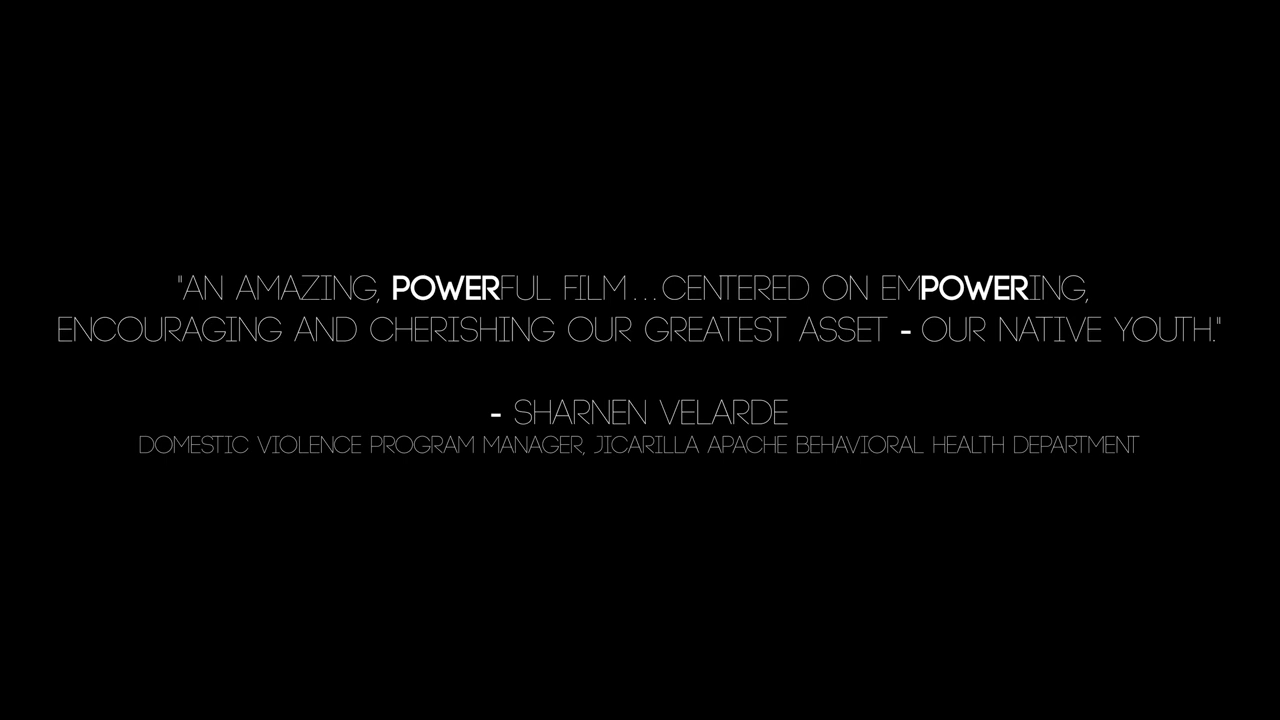 "AN AMAZING, POWERFUL FILM...CENTERED ON EMPOWERING,
ENCOURAGING AND CHERISHING OUR GREATEST ASSET - OUR NATIVE YOUTH."
- SHARNEN VELARDE
DOMESTIC VIOLENCE PROGRAM MANAGER, JICARILLA APACHE BEHAVIORAL HEALTH DEPARTMENT